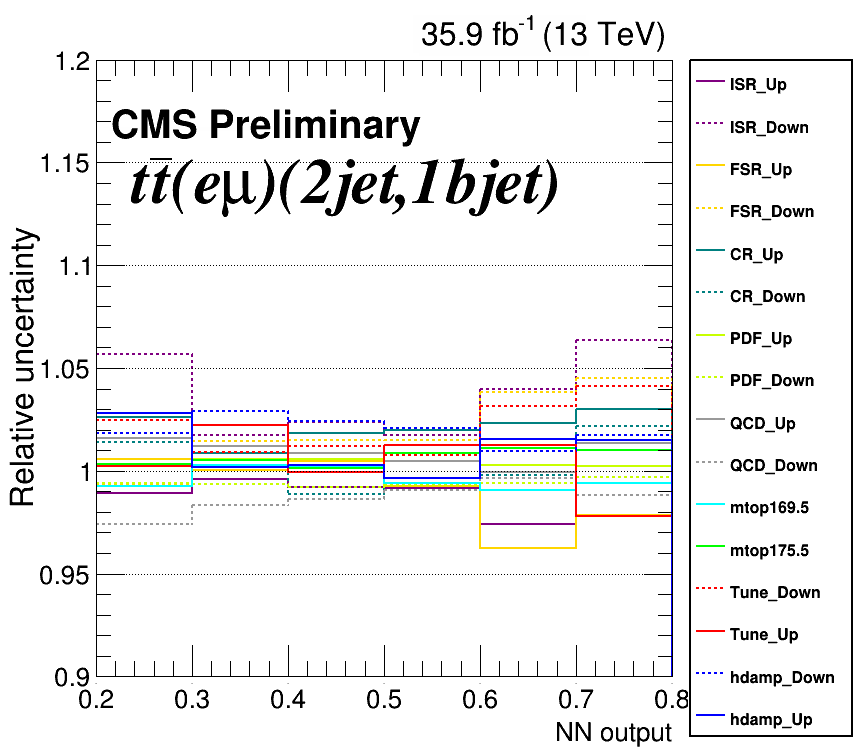 35.9 fb⁻¹ (13 TeV)
CMS Preliminary
tt̅(eμ)(2jet,1bjet)
Relative uncertainty
1.2
1.15
1.1
1.05
1
0.95
0.9
0.2 0.3 0.4 0.5 0.6 0.7 0.8
NN output
ISR_Up
ISR_Down
FSR_Up
FSR_Down
CR_Up
CR_Down
PDF_Up
PDF_Down
QCD_Up
QCD_Down
mtop169.5
mtop175.5
Tune_Down
Tune_Up
hdamp_Down
hdamp_Up